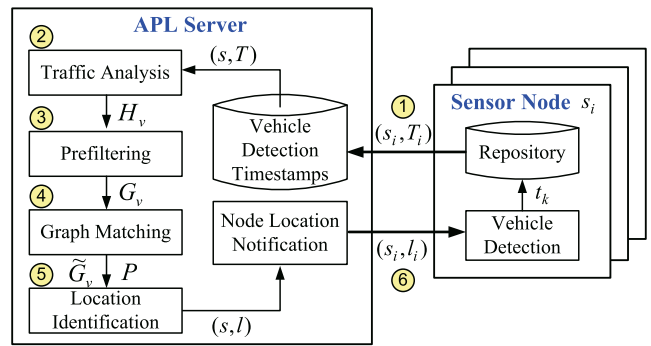 APL Server
2
Traffic Analysis
(s,T)
H_v
3
Prefiltering
G_v
4
Graph Matching
G̃_v P
5
Location
Identification
(s,l)
Vehicle
Detection
Timestamps
Node Location
Notification
1
(s_i,T_i)
(s_i,l_i)
6
Sensor Node s_i
Repository
t_k
Vehicle
Detection